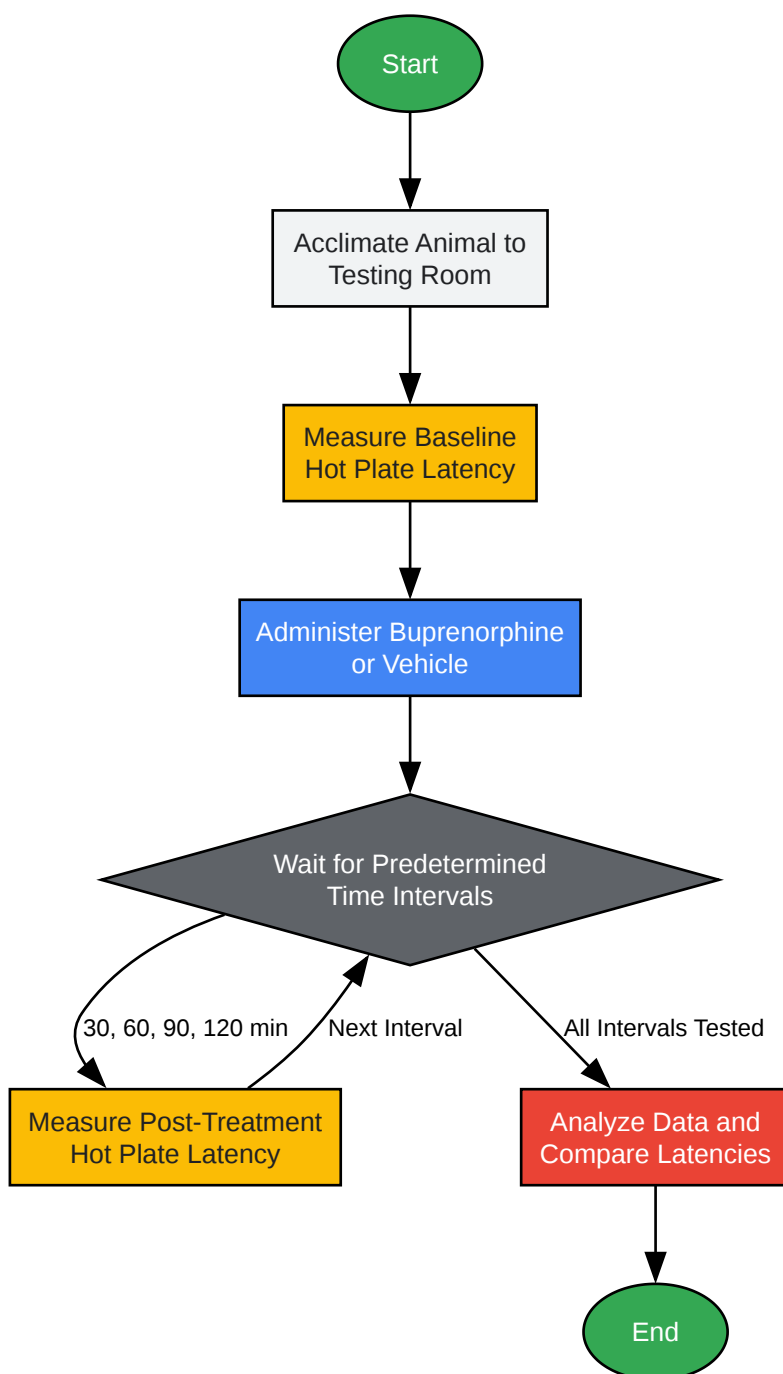 Start
Acclimate Animal to
Testing Room
Measure Baseline
Hot Plate Latency
Administer Buprenorphine
or Vehicle
Wait for Predetermined
Time Intervals
30, 60, 90, 120 min
Next Interval
All Intervals Tested
Measure Post-Treatment
Hot Plate Latency
Analyze Data and
Compare Latencies
End